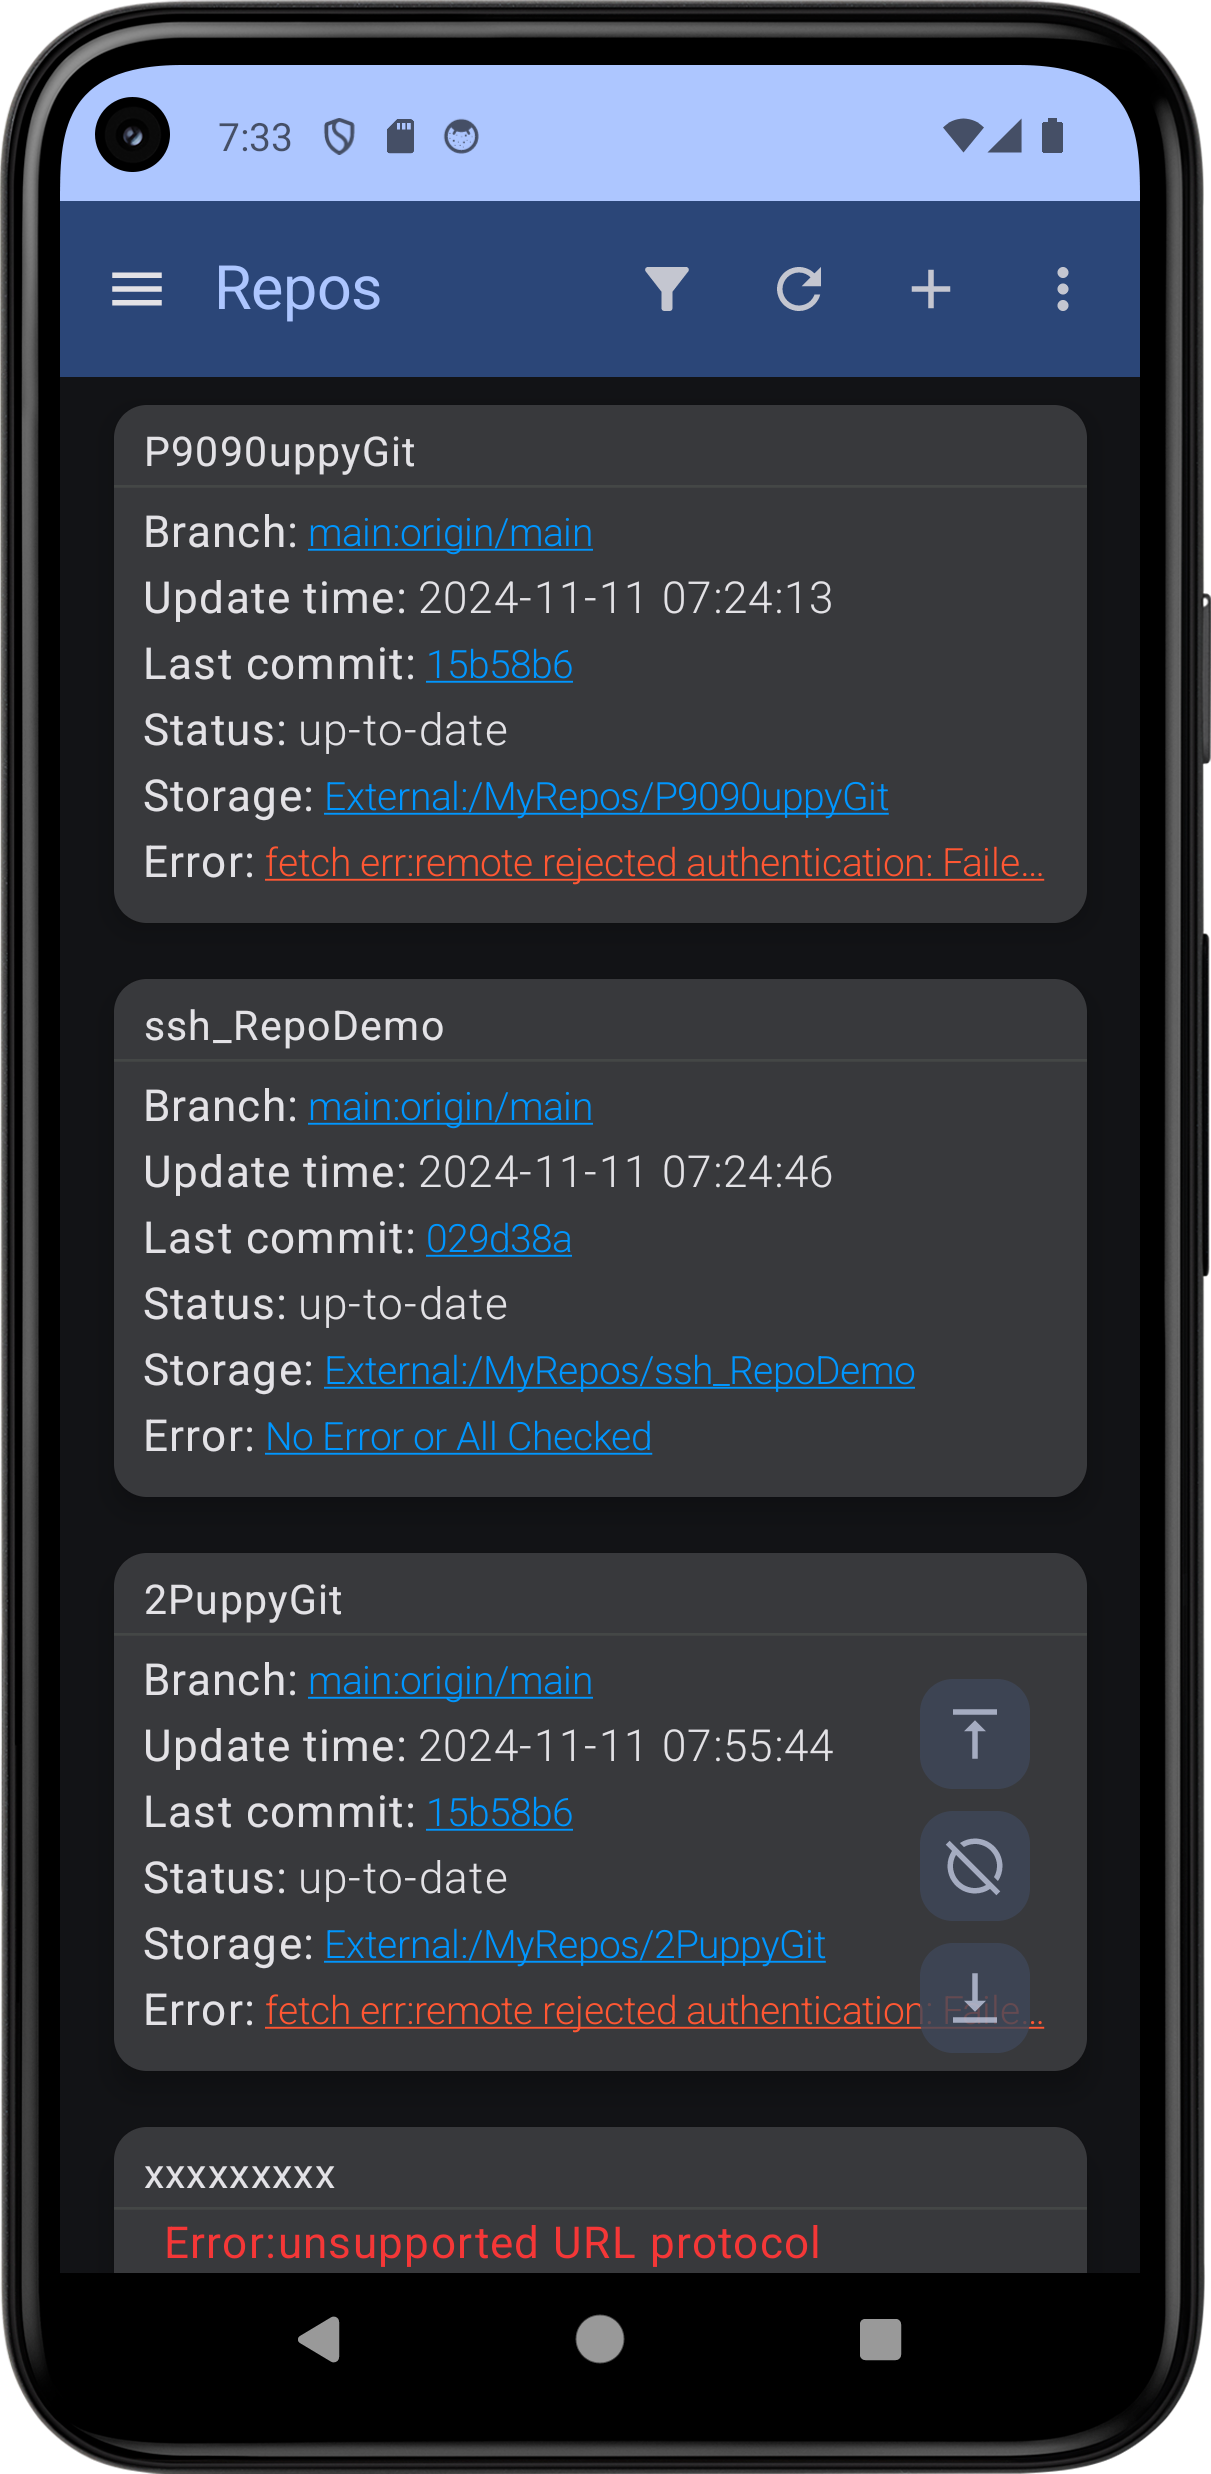 7:33
Repos
P9090uppyGit
Branch: main:origin/main
Update time: 2024-11-11 07:24:13
Last commit: 15b58b6
Status: up-to-date
Storage: External:/MyRepos/P9090uppyGit
Error: fetch err:remote rejected authentication: Faile...
ssh_RepoDemo
Branch: main:origin/main
Update time: 2024-11-11 07:24:46
Last commit: 029d38a
Status: up-to-date
Storage: External:/MyRepos/ssh_RepoDemo
Error: No Error or All Checked
2PuppyGit
Branch: main:origin/main
Update time: 2024-11-11 07:55:44
Last commit: 15b58b6
Status: up-to-date
Storage: External:/MyRepos/2PuppyGit
Error: fetch err:remote rejected authentication: Faile...
xxxxxxxxx
Error:unsupported URL protocol